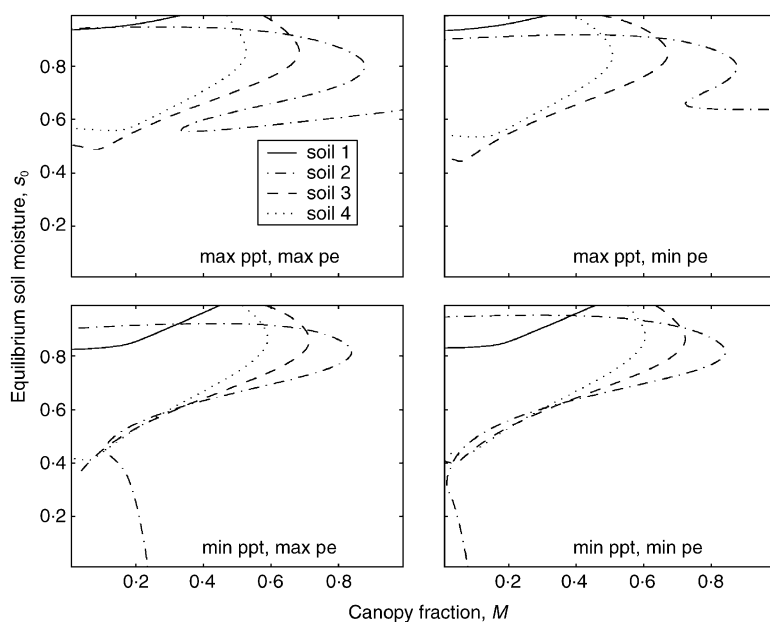 0·8
0·6
0·4
0·2
soil 1
soil 2
soil 3
soil 4
max ppt, max pe
max ppt, min pe
Equilibrium soil moisture, s₀
0·8
0·6
0·4
0·2
min ppt, max pe
min ppt, min pe
0·2 0·4 0·6 0·8
0·2 0·4 0·6 0·8
Canopy fraction, M